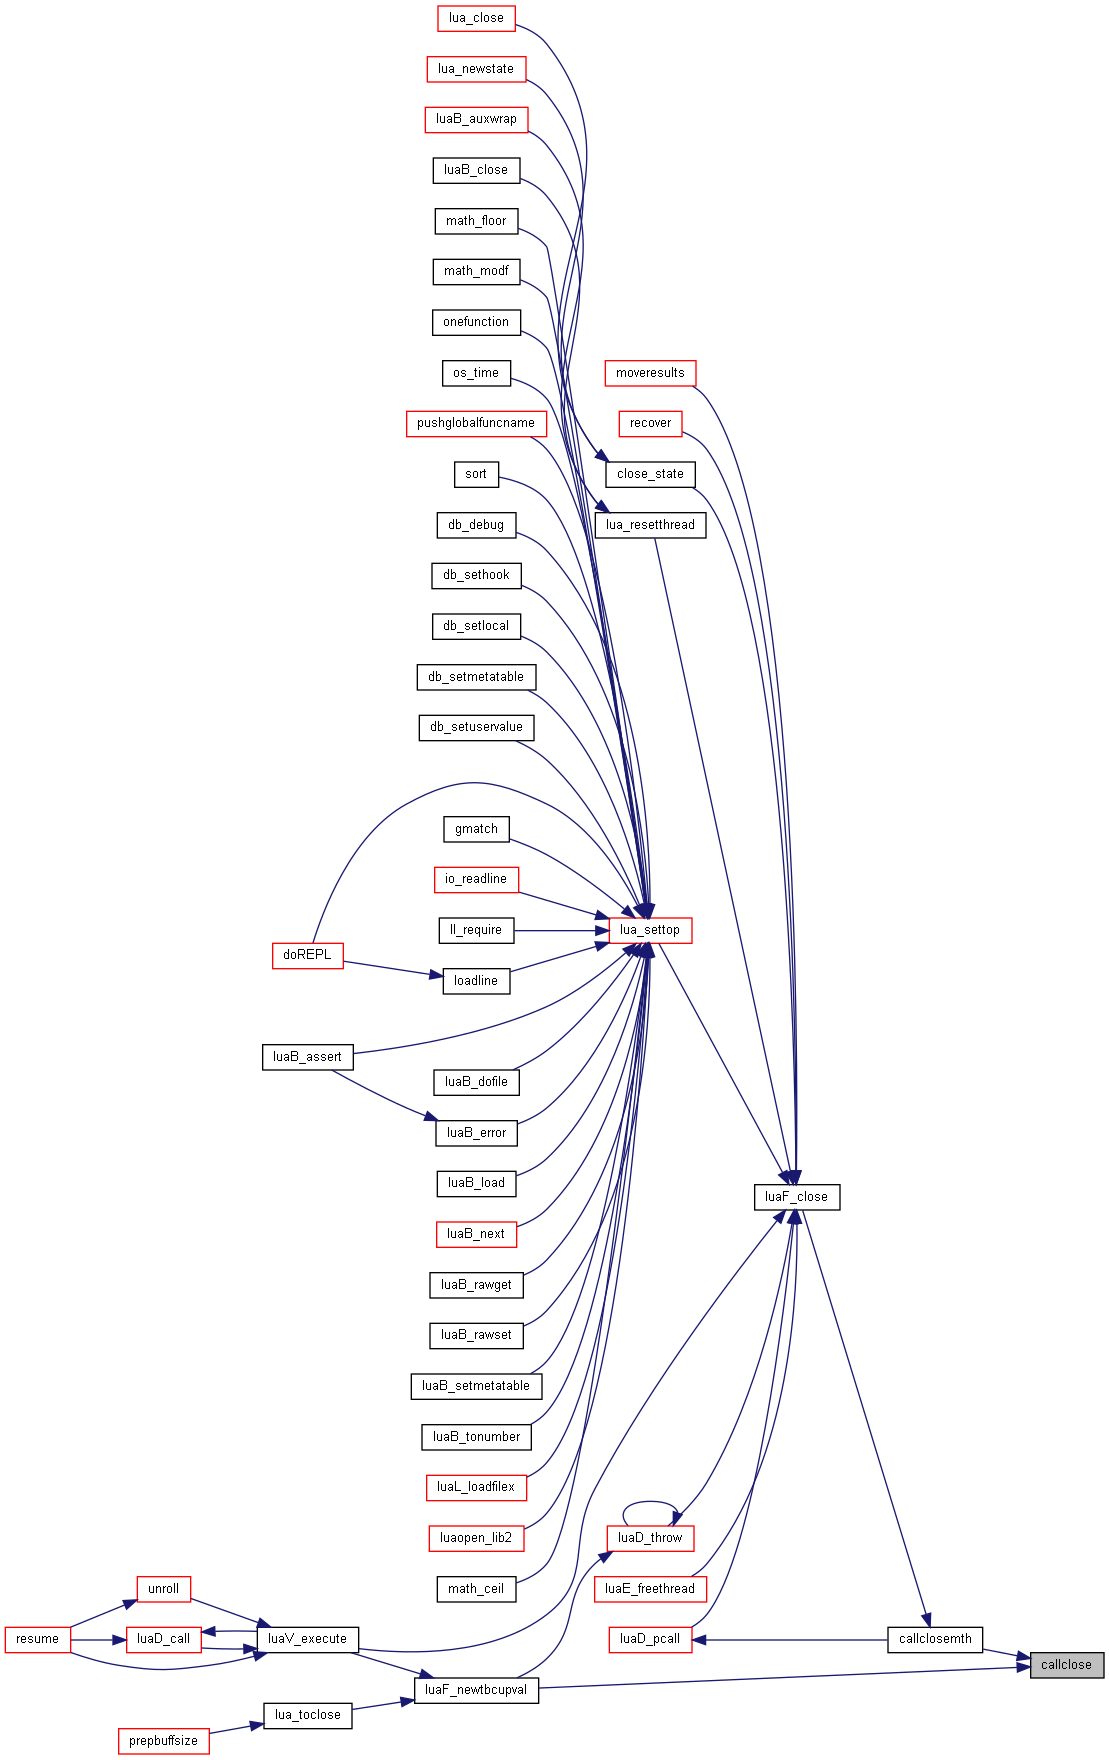 lua_close
lua_newstate
luaB_auxwrap
luaB_close
math_floor
math_modf
onefunction
os_time
moveresults
pushglobalfuncname
recover
sort
close_state
db_debug
lua_resetthread
db_sethook
db_setlocal
db_setmetatable
db_setuservalue
gmatch
io_readline
ll_require
lua_settop
doREPL
loadline
luaB_assert
luaB_dofile
luaB_error
luaB_load
luaF_close
luaB_next
luaB_rawget
luaB_rawset
luaB_setmetatable
luaB_tonumber
luaL_loadfilex
luaopen_lib2
luaD_throw
math_ceil
luaE_freethread
unroll
resume
luaD_call
luaV_execute
luaD_pcall
callclosemth
callclose
luaF_newtbcupval
lua_toclose
prepbuffsize